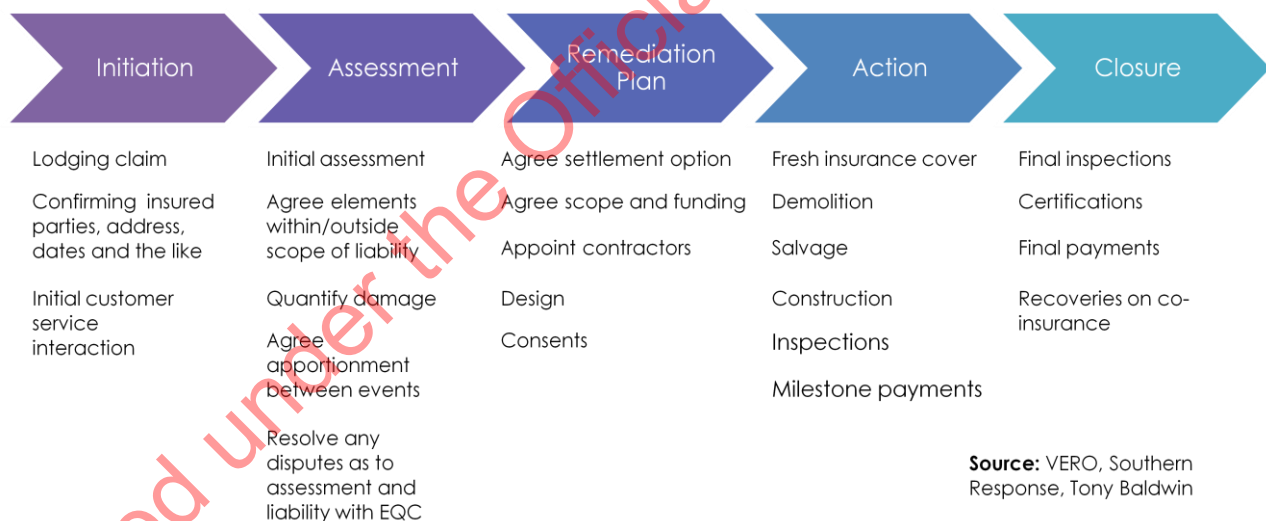 Initiation
Assessment
Remediation
Plan
Action
Closure
Lodging claim
Confirming insured
parties, address,
dates and the like
Initial customer
service
interaction
Initial assessment
Agree elements
within/outside
scope of liability
Quantify damage
Agree
apportionment
between events
Resolve any
disputes as to
assessment and
liability with EQC
Agree settlement option
Agree scope and funding
Appoint contractors
Design
Consents
Fresh insurance cover
Demolition
Salvage
Construction
Inspections
Milestone payments
Final inspections
Certifications
Final payments
Recoveries on co-
insurance
Source: VERO, Southern
Response, Tony Baldwin
under the